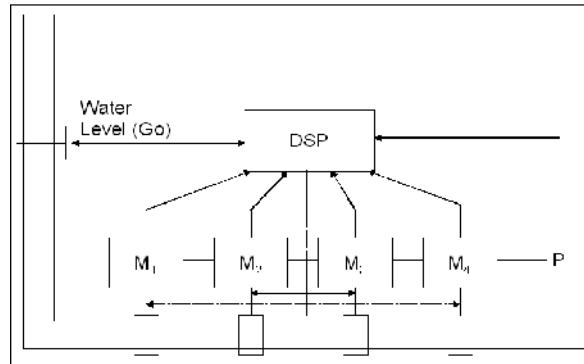 Water
Level (Go)
DSP
M₁
M₂
M₃
M₄
P